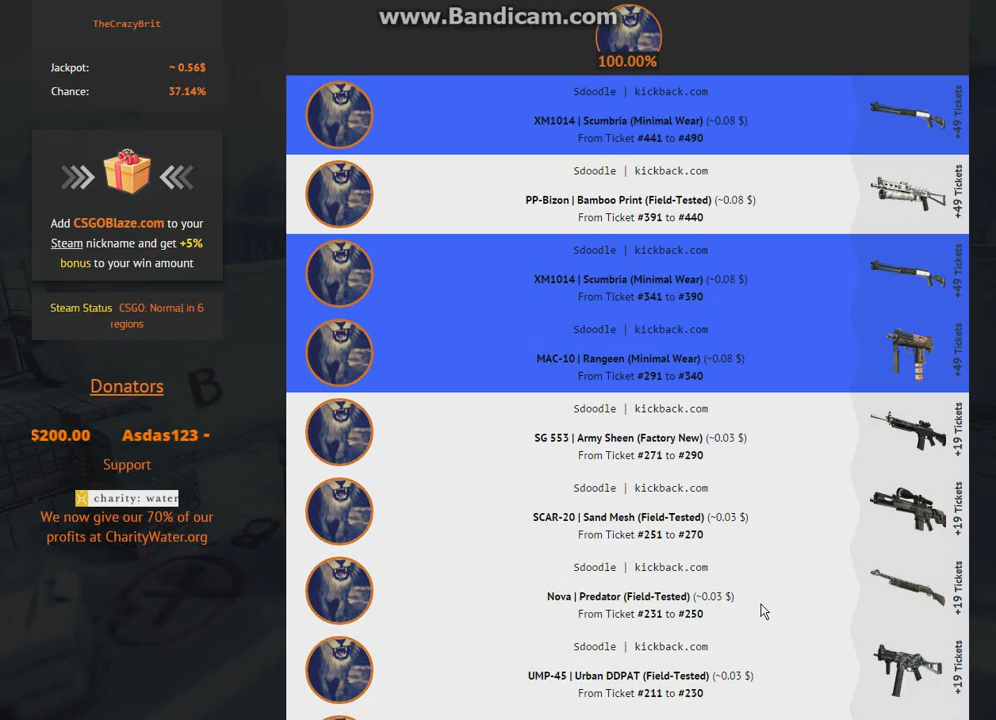 www.Bandicam.com
TheCrazyBrit
Jackpot: ~ 0.56$
Chance: 37.14%
Add CSGOBlaze.com to your
Steam nickname and get +5%
bonus to your win amount
Steam Status CSGO: Normal in 6
regions
Donators
$200.00 Asdas123 -
Support
charity: water
We now give our 70% of our
profits at CharityWater.org
100.00%
Sdoodle | kickback.com
XM1014 | Scumbria (Minimal Wear) (~0.08 $)
From Ticket #441 to #490
+49 Tickets
Sdoodle | kickback.com
PP-Bizon | Bamboo Print (Field-Tested) (~0.08 $)
From Ticket #391 to #440
+49 Tickets
Sdoodle | kickback.com
XM1014 | Scumbria (Minimal Wear) (~0.08 $)
From Ticket #341 to #390
+49 Tickets
Sdoodle | kickback.com
MAC-10 | Rangeen (Minimal Wear) (~0.08 $)
From Ticket #291 to #340
+49 Tickets
Sdoodle | kickback.com
SG 553 | Army Sheen (Factory New) (~0.03 $)
From Ticket #271 to #290
+19 Tickets
Sdoodle | kickback.com
SCAR-20 | Sand Mesh (Field-Tested) (~0.03 $)
From Ticket #251 to #270
+19 Tickets
Sdoodle | kickback.com
Nova | Predator (Field-Tested) (~0.03 $)
From Ticket #231 to #250
+19 Tickets
Sdoodle | kickback.com
UMP-45 | Urban DDPAT (Field-Tested) (~0.03 $)
From Ticket #211 to #230
+19 Tickets